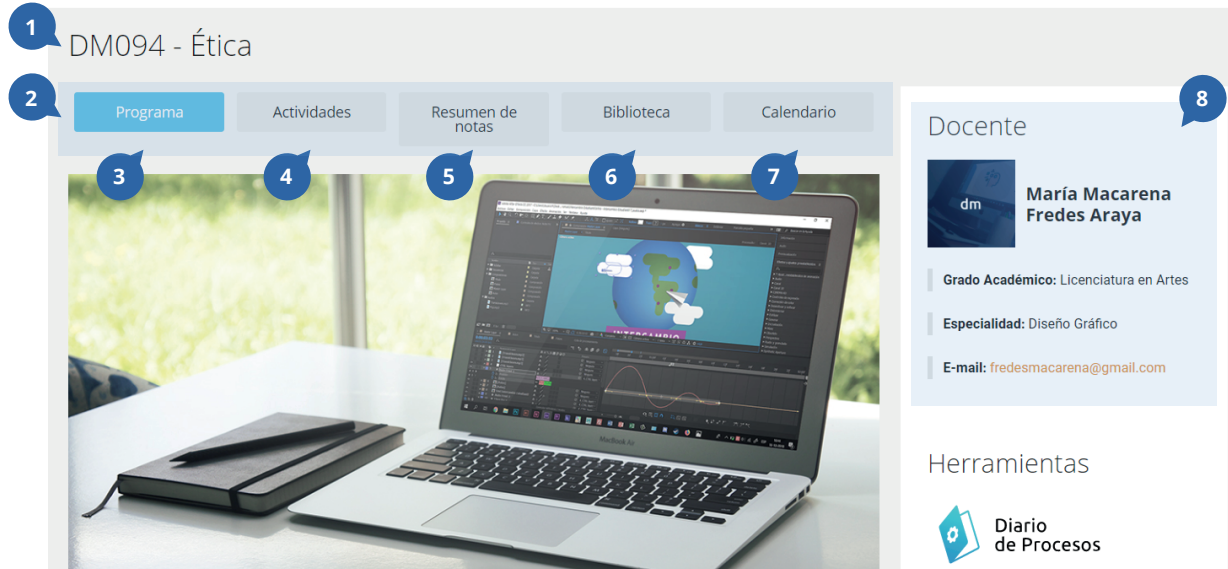 1
DM094 - Ética
2
Programa
Actividades
Resumen de
notas
Biblioteca
Calendario
3
4
5
6
7
8
Docente
dm
María Macarena
Fredes Araya
Grado Académico: Licenciatura en Artes
Especialidad: Diseño Gráfico
E-mail: fredesmacarena@gmail.com
INTERCAMBIO
MacBook Air
Herramientas
Diario
de Procesos